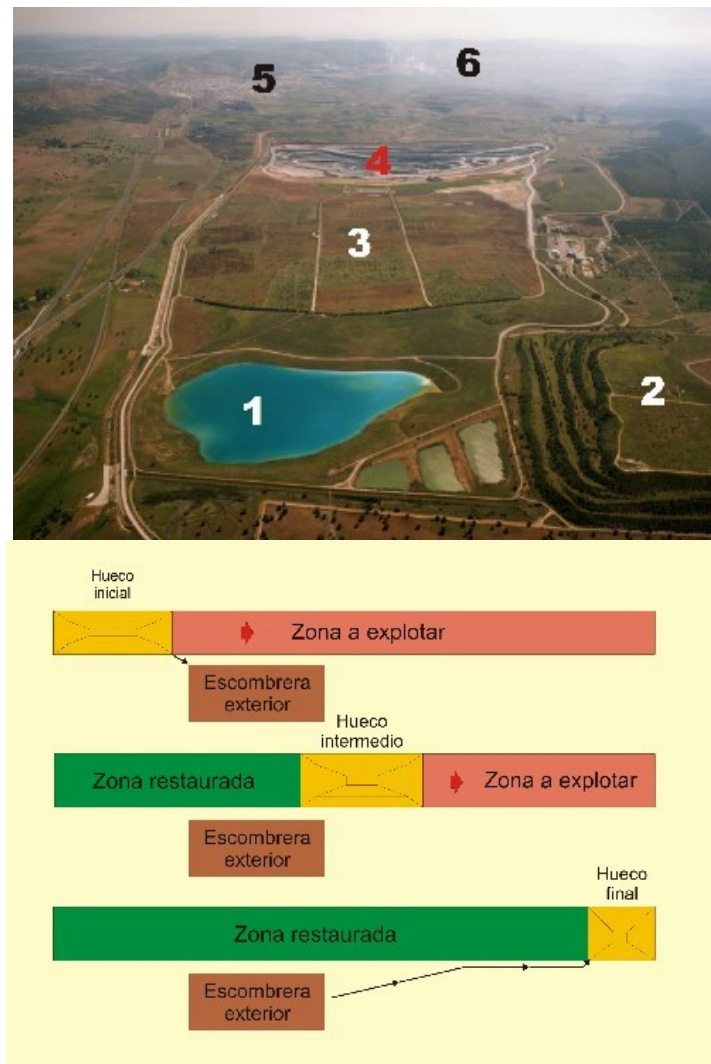 5
6
4
3
1
2
Hueco
inicial
Zona a explotar
Escombrera
exterior
Hueco
intermedio
Zona restaurada
Zona a explotar
Escombrera
exterior
Hueco
final
Zona restaurada
Escombrera
exterior